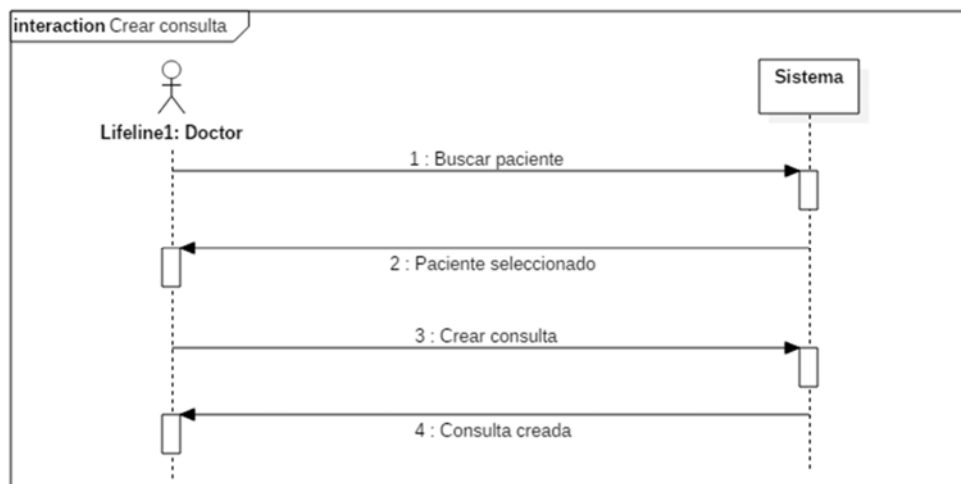 interaction Crear consulta
Sistema
Lifeline1: Doctor
1 : Buscar paciente
2 : Paciente seleccionado
3 : Crear consulta
4 : Consulta creada